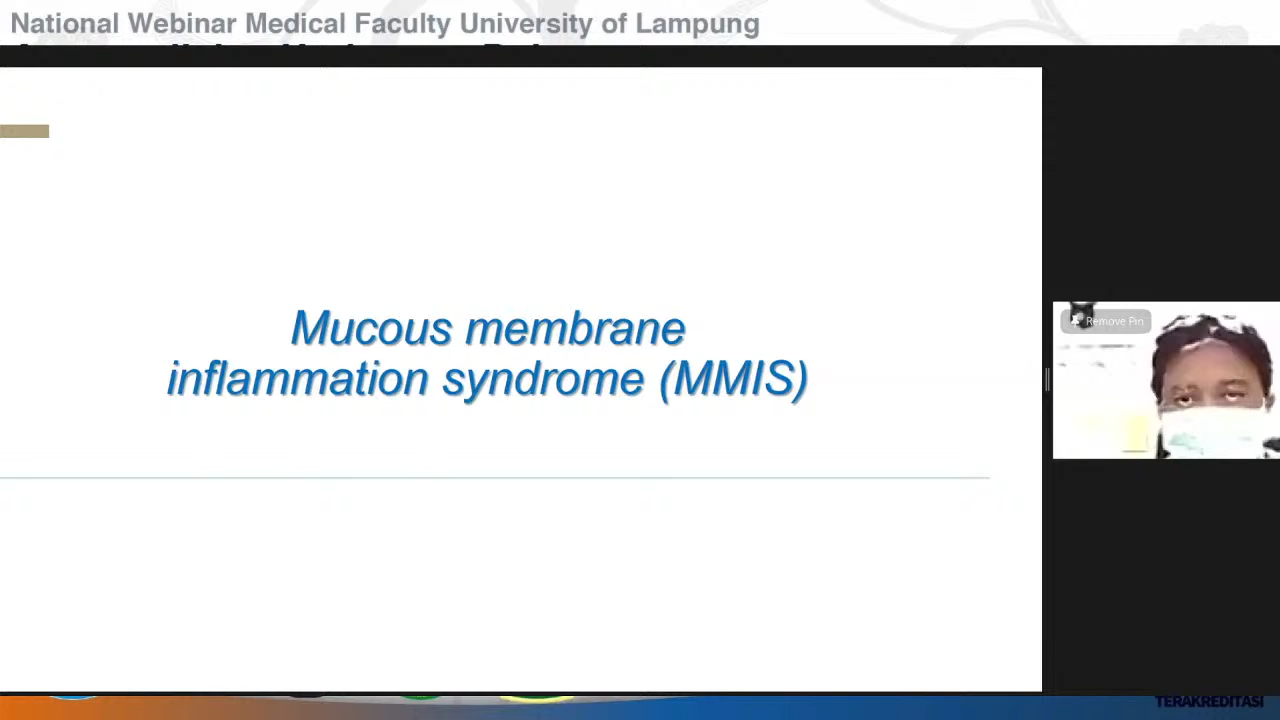 National Webinar Medical Faculty University of Lampung
Remove Pin
Mucous membrane
inflammation syndrome (MMIS)
TERAKREDITASI